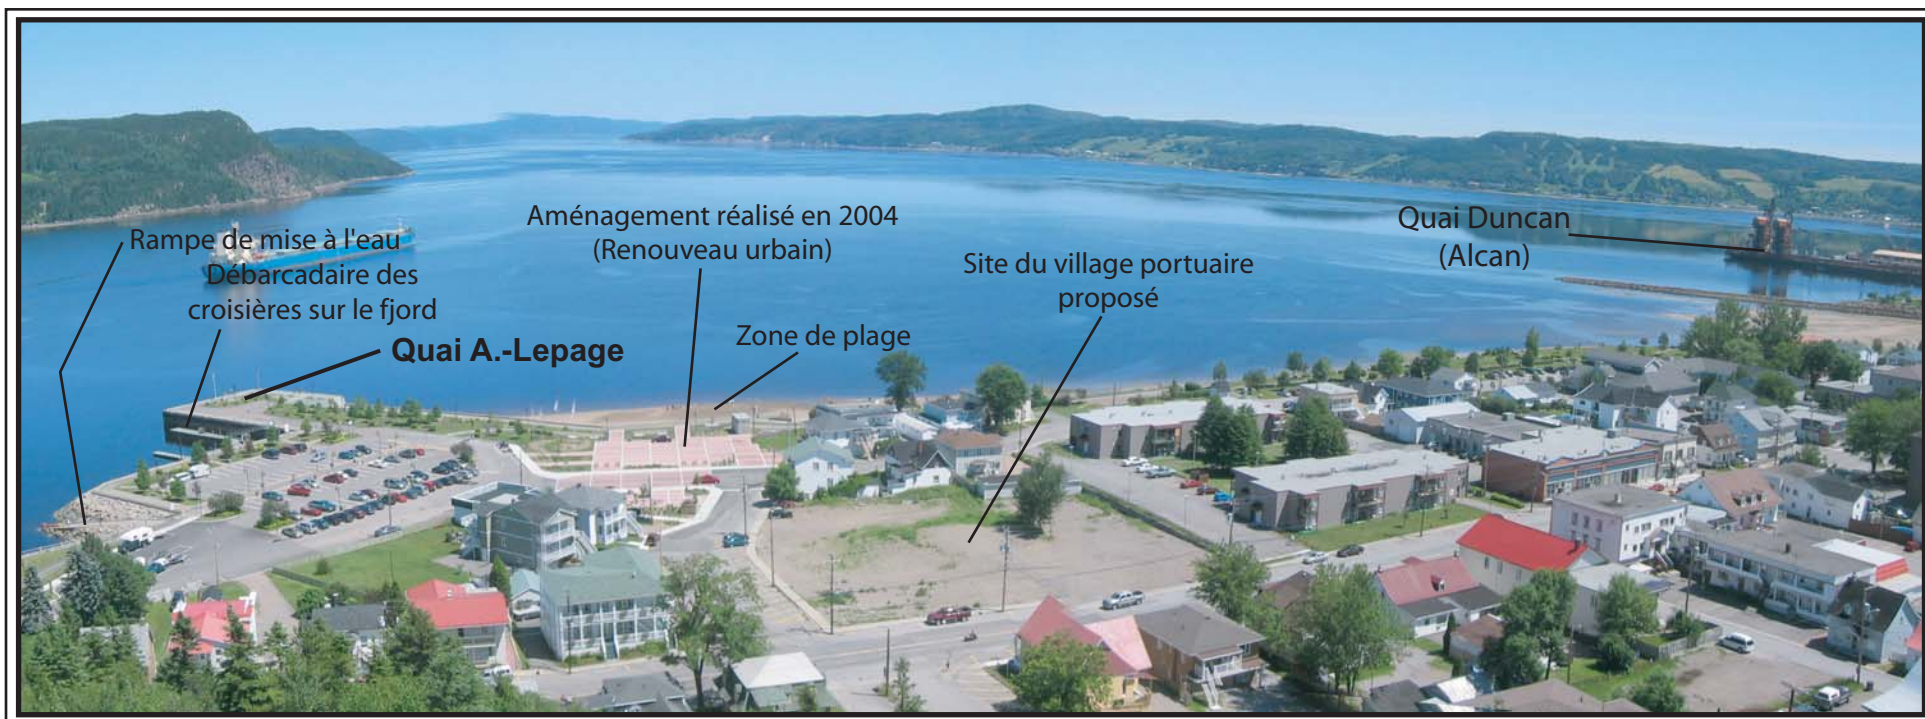 Rampe de mise à l'eau
Débarcadaire des
croisières sur le fjord
Quai A.-Lepage
Aménagement réalisé en 2004
(Renouveau urbain)
Zone de plage
Site du village portuaire
proposé
Quai Duncan
(Alcan)